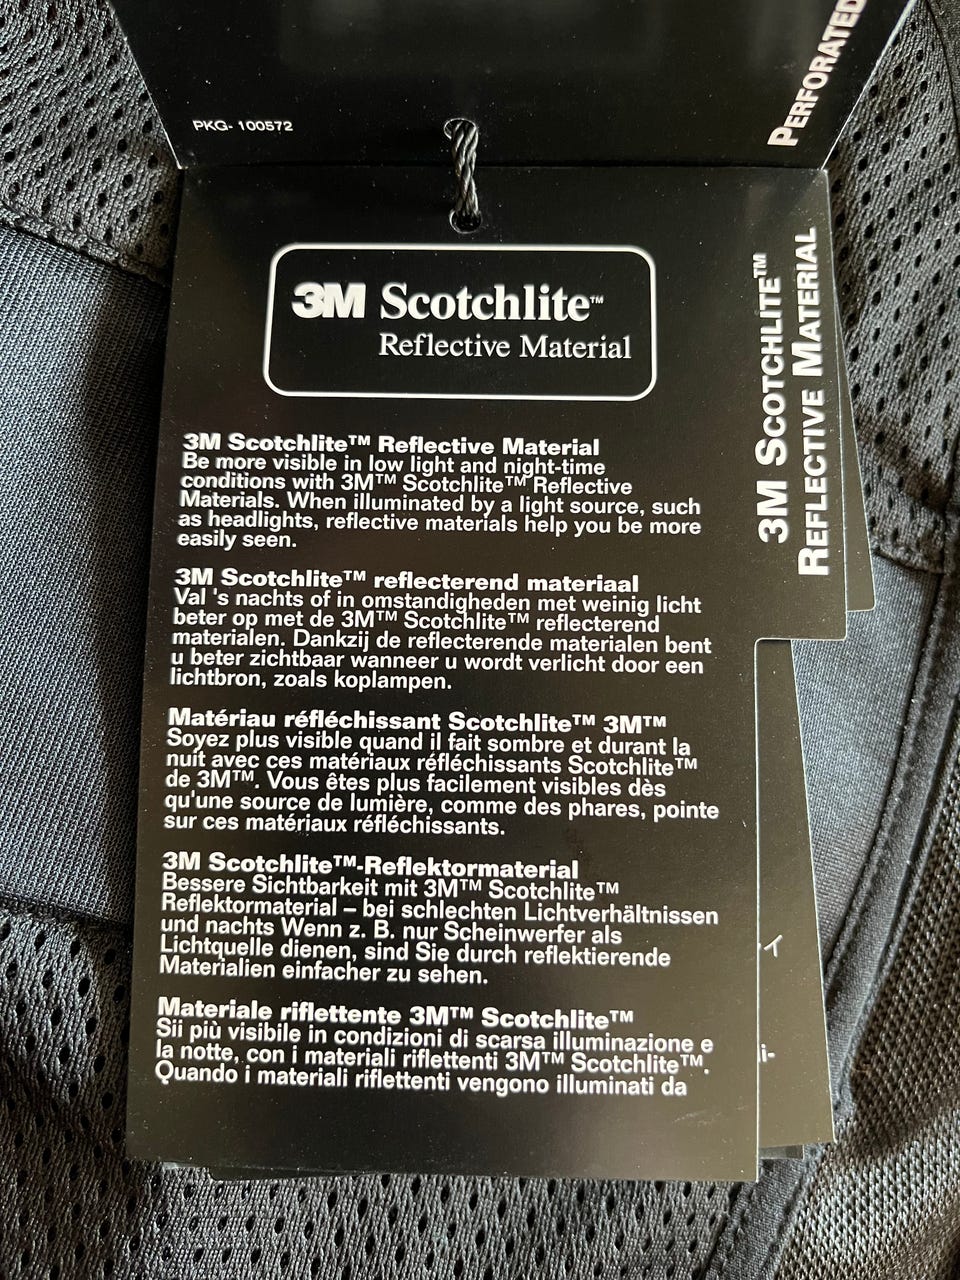 PERFORATED
PKG- 100572
3M Scotchlite™
Reflective Material
3M SCOTCHLITE™
REFLECTIVE MATERIAL
3M Scotchlite™ Reflective Material
Be more visible in low light and night-time
conditions with 3M™ Scotchlite™ Reflective
Materials. When illuminated by a light source, such
as headlights, reflective materials help you be more
easily seen.
3M Scotchlite™ reflecterend materiaal
Val 's nachts of in omstandigheden met weinig licht
beter op met de 3M™ Scotchlite™ reflecterend
materialen. Dankzij de reflecterende materialen bent
u beter zichtbaar wanneer u wordt verlicht door een
lichtbron, zoals koplampen.
Matériau réfléchissant Scotchlite™ 3M™
Soyez plus visible quand il fait sombre et durant la
nuit avec ces matériaux réfléchissants Scotchlite™
de 3M™. Vous êtes plus facilement visibles dès
qu'une source de lumière, comme des phares, pointe
sur ces matériaux réfléchissants.
3M Scotchlite™-Reflektormaterial
Bessere Sichtbarkeit mit 3M™ Scotchlite™
Reflektormaterial – bei schlechten Lichtverhältnissen
und nachts Wenn z. B. nur Scheinwerfer als
Lichtquelle dienen, sind Sie durch reflektierende
Materialien einfacher zu sehen.
Materiale riflettente 3M™ Scotchlite™
Sii più visibile in condizioni di scarsa illuminazione e
la notte, con i materiali riflettenti 3M™ Scotchlite™.
Quando i materiali riflettenti vengono illuminati da